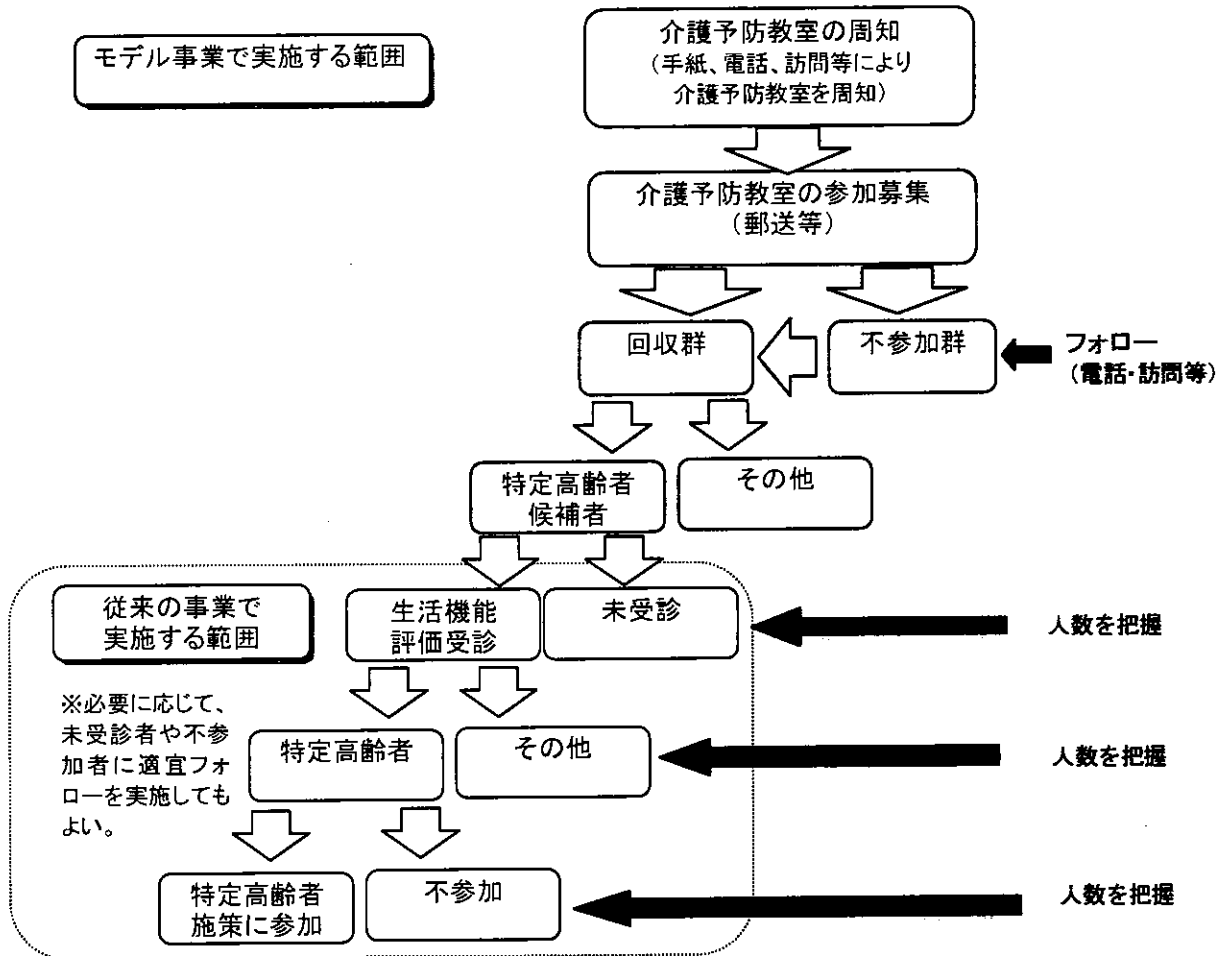 モデル事業で実施する範囲
介護予防教室の周知
（手紙、電話、訪問等により
介護予防教室を周知）
介護予防教室の参加募集
（郵送等）
回収群
不参加群
フォロー
（電話・訪問等）
特定高齢者
候補者
その他
従来の事業で
実施する範囲
生活機能
評価受診
未受診
人数を把握
※必要に応じて、
未受診者や不参
加者に適宜フォ
ローを実施しても
よい。
特定高齢者
その他
人数を把握
特定高齢者
施策に参加
不参加
人数を把握